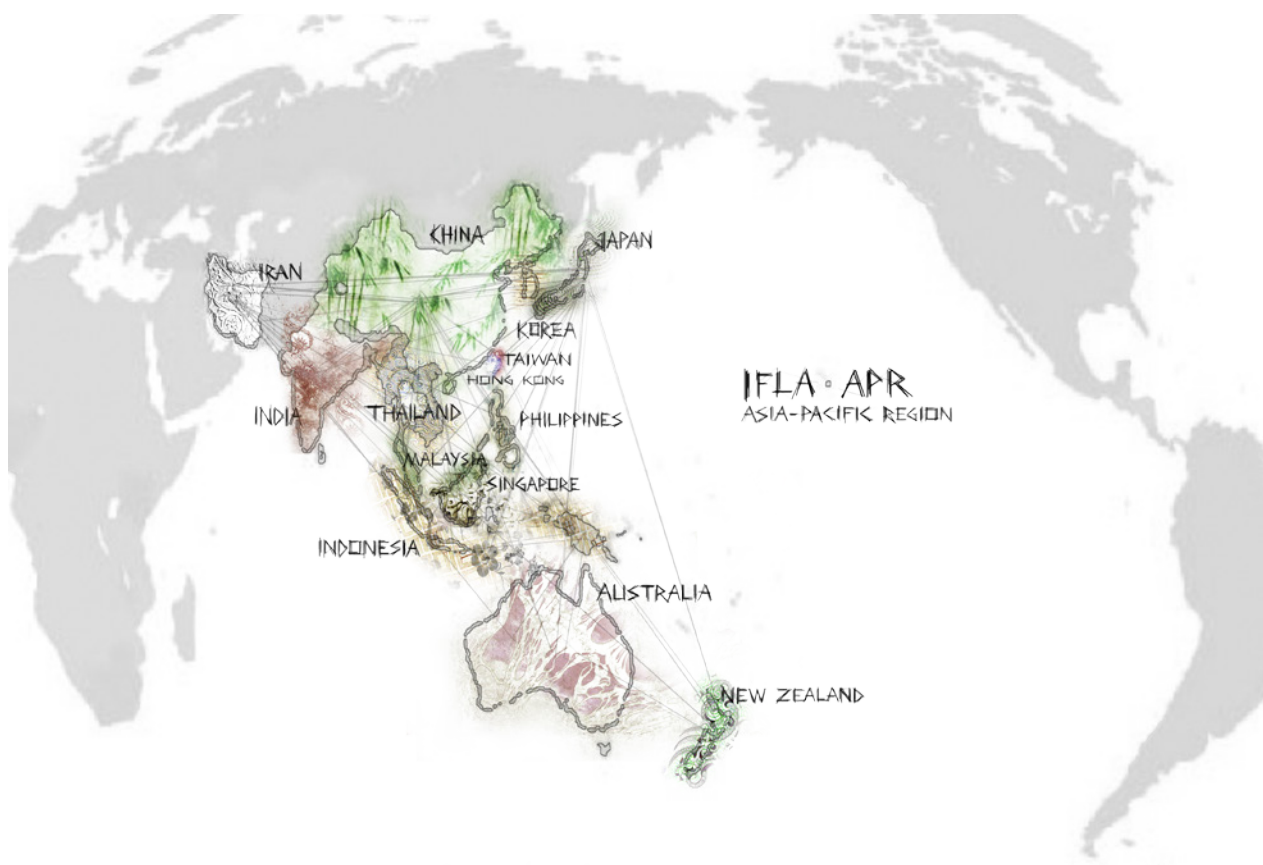 CHINA
JAPAN
IRAN
KOREA
TAIWAN
HONG KONG
IFLA · APR
ASIA-PACIFIC REGION
INDIA
THAILAND
PHILIPPINES
MALAYSIA
SINGAPORE
INDONESIA
AUSTRALIA
NEW ZEALAND